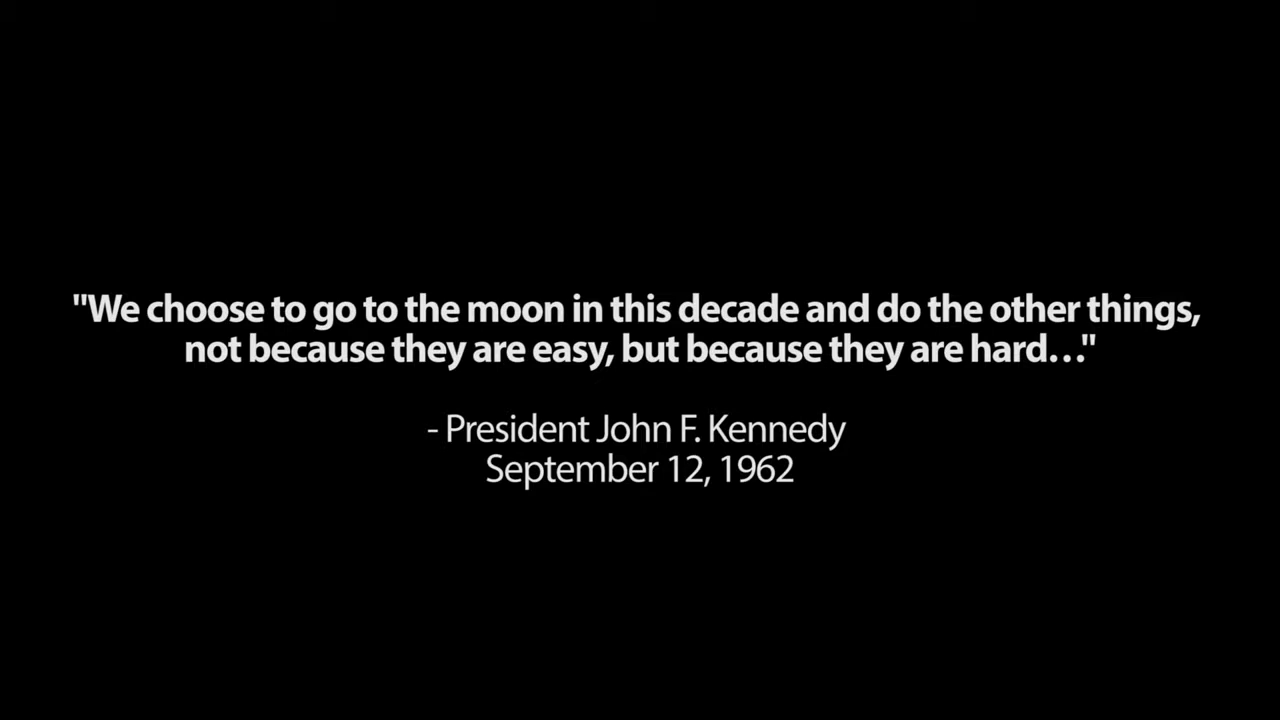 "We choose to go to the moon in this decade and do the other things,
not because they are easy, but because they are hard…"
- President John F. Kennedy
September 12, 1962